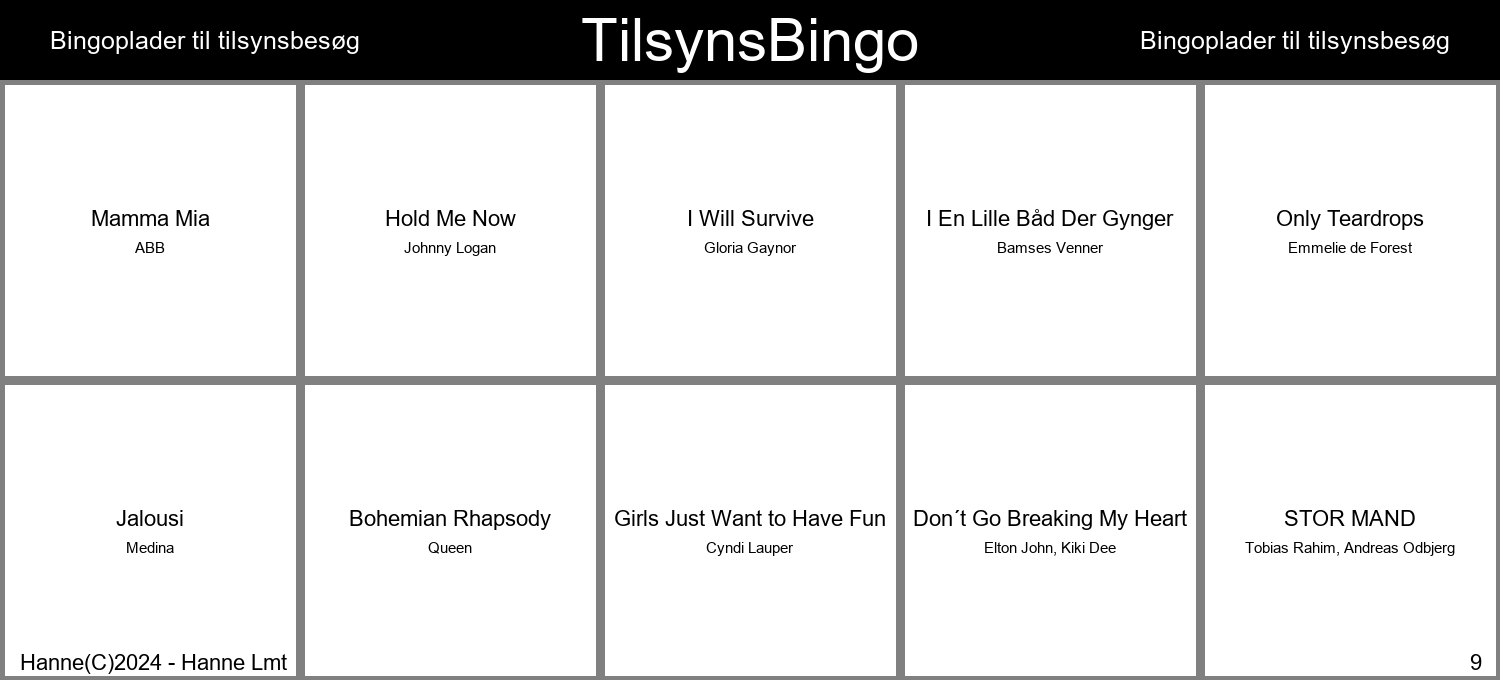 Bingoplader til tilsynsbesøg
TilsynsBingo
Bingoplader til tilsynsbesøg
Mamma Mia
ABB
Hold Me Now
Johnny Logan
I Will Survive
Gloria Gaynor
I En Lille Båd Der Gynger
Bamses Venner
Only Teardrops
Emmelie de Forest
Jalousi
Medina
Bohemian Rhapsody
Queen
Girls Just Want to Have Fun
Cyndi Lauper
Don´t Go Breaking My Heart
Elton John, Kiki Dee
STOR MAND
Tobias Rahim, Andreas Odbjerg
Hanne(C)2024 - Hanne Lmt
9